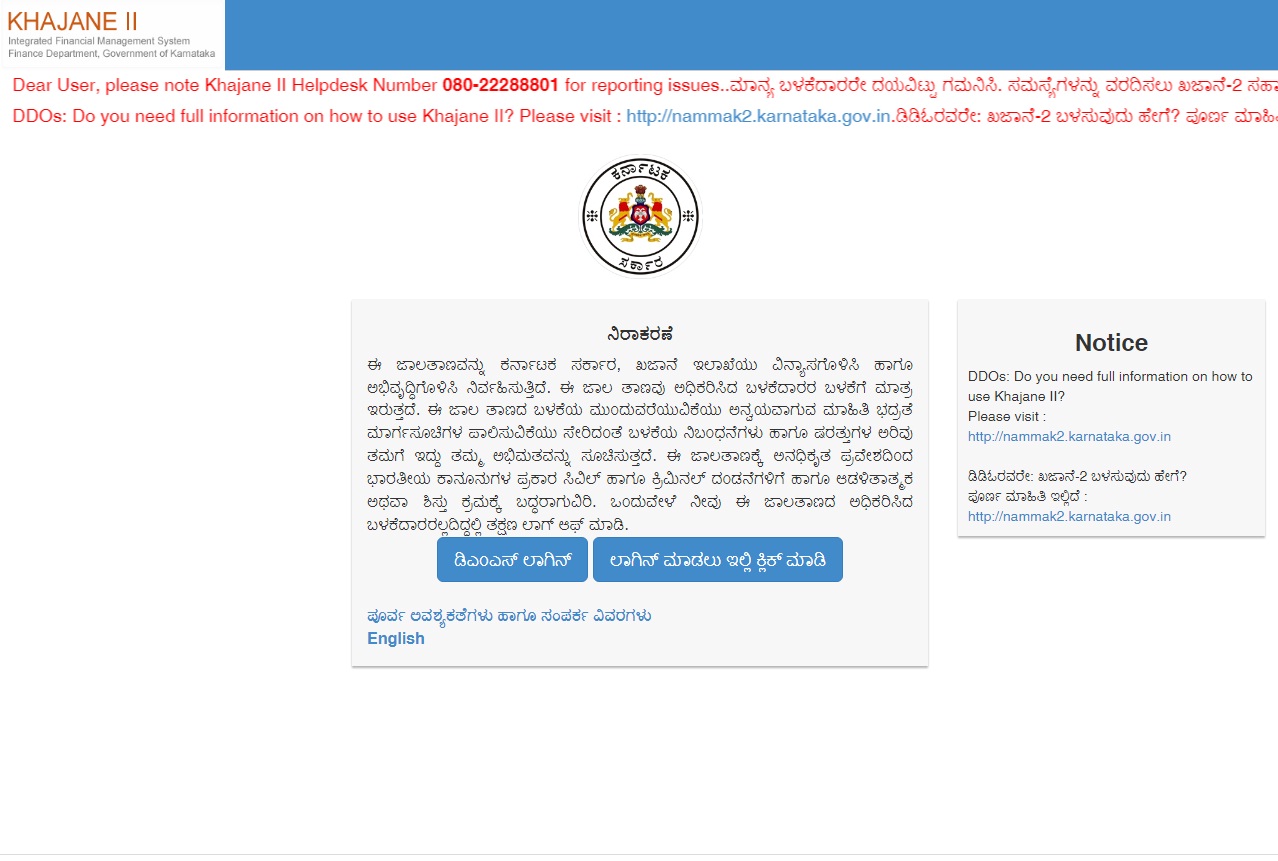 KHAJANE II
Integrated Financial Management System
Finance Department, Government of Karnataka
Dear User, please note Khajane II Helpdesk Number 080-22288801 for reporting issues..ಮಾನ್ಯ ಬಳಕೆದಾರರೇ ದಯವಿಟ್ಟು ಗಮನಿಸಿ. ಸಮಸ್ಯೆಗಳನ್ನು ವರದಿಸಲು ಖಜಾನೆ-2
DDOs: Do you need full information on how to use Khajane II? Please visit : http://nammak2.karnataka.gov.in.ಡಿಡಿಓರವರೇ: ಖಜಾನೆ-2 ಬಳಸುವುದು ಹೇಗೆ? ಪೂರ್ಣ
ಕರ್ನಾಟಕ
ಸರ್ಕಾರ
ನಿರಾಕರಣೆ
ಈ ಜಾಲತಾಣವನ್ನು ಕರ್ನಾಟಕ ಸರ್ಕಾರ, ಖಜಾನೆ ಇಲಾಖೆಯು ವಿನ್ಯಾಸಗೊಳಿಸಿ ಹಾಗೂ
ಅಭಿವೃದ್ಧಿಗೊಳಿಸಿ ನಿರ್ವಹಿಸುತ್ತಿದೆ. ಈ ಜಾಲ ತಾಣವು ಅಧಿಕರಿಸಿದ ಬಳಕೆದಾರರ ಬಳಕೆಗೆ ಮಾತ್ರ
ಇರುತ್ತದೆ. ಈ ಜಾಲ ತಾಣದ ಬಳಕೆಯ ಮುಂದುವರೆಯುವಿಕೆಯು ಅನ್ವಯವಾಗುವ ಮಾಹಿತಿ ಭದ್ರತೆ
ಮಾರ್ಗಸೂಚಿಗಳ ಪಾಲಿಸುವಿಕೆಯು ಸೇರಿದಂತೆ ಬಳಕೆಯ ನಿಬಂಧನೆಗಳು ಹಾಗೂ ಷರತ್ತುಗಳ ಅರಿವು
ತಮಗೆ ಇದ್ದು ತಮ್ಮ ಅಭಿಮತವನ್ನು ಸೂಚಿಸುತ್ತದೆ. ಈ ಜಾಲತಾಣಕ್ಕೆ ಅನಧಿಕೃತ ಪ್ರವೇಶದಿಂದ
ಭಾರತೀಯ ಕಾನೂನುಗಳ ಪ್ರಕಾರ ಸಿವಿಲ್ ಹಾಗೂ ಕ್ರಿಮಿನಲ್ ದಂಡನೆಗಳಿಗೆ ಹಾಗೂ ಆಡಳಿತಾತ್ಮಕ
ಅಥವಾ ಶಿಸ್ತು ಕ್ರಮಕ್ಕೆ ಬದ್ಧರಾಗುವಿರಿ. ಒಂದುವೇಳೆ ನೀವು ಈ ಜಾಲತಾಣದ ಅಧಿಕರಿಸಿದ
ಬಳಕೆದಾರರಲ್ಲದಿದ್ದಲ್ಲಿ ತಕ್ಷಣ ಲಾಗ್ ಆಫ್ ಮಾಡಿ.
ಡಿಎಂಎಸ್ ಲಾಗಿನ್ ಲಾಗಿನ್ ಮಾಡಲು ಇಲ್ಲಿ ಕ್ಲಿಕ್ ಮಾಡಿ
ಪೂರ್ವ ಅವಶ್ಯಕತೆಗಳು ಹಾಗೂ ಸಂಪರ್ಕ ವಿವರಗಳು
English
Notice
DDOs: Do you need full information on how to
use Khajane II?
Please visit :
http://nammak2.karnataka.gov.in
ಡಿಡಿಓರವರೇ: ಖಜಾನೆ-2 ಬಳಸುವುದು ಹೇಗೆ?
ಪೂರ್ಣ ಮಾಹಿತಿ ಇಲ್ಲಿದೆ :
http://nammak2.karnataka.gov.in